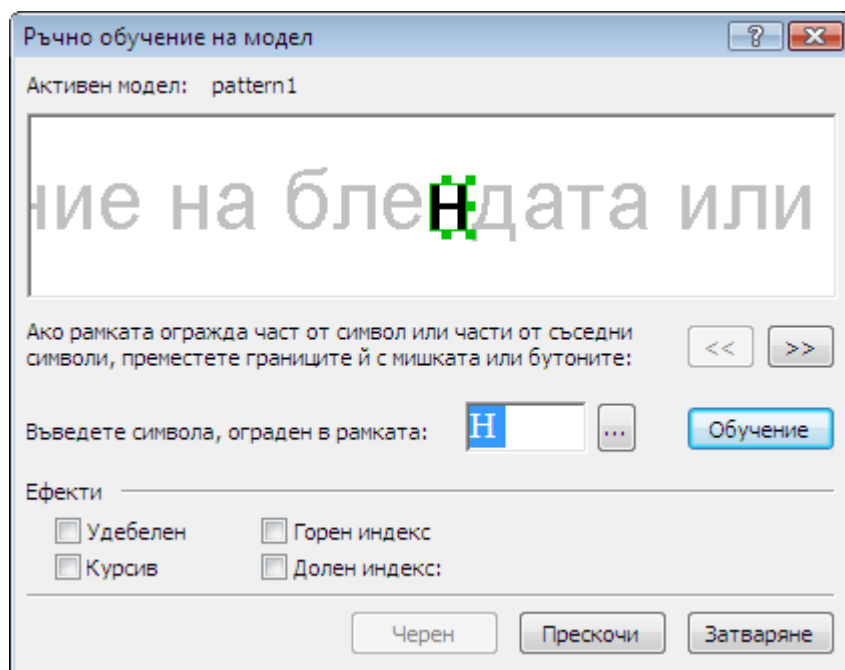 Ръчно обучение на модел
Активен модел: pattern1
ние на блендата или
Ако рамката огражда част от символ или части от съседни
символи, преместете границите й с мишката или бутоните:
<< >>
Въведете символа, ограден в рамката: н ... Обучение
Ефекти
Удебелен Горен индекс
Курсив Долен индекс:
Черен Прескочи Затваряне